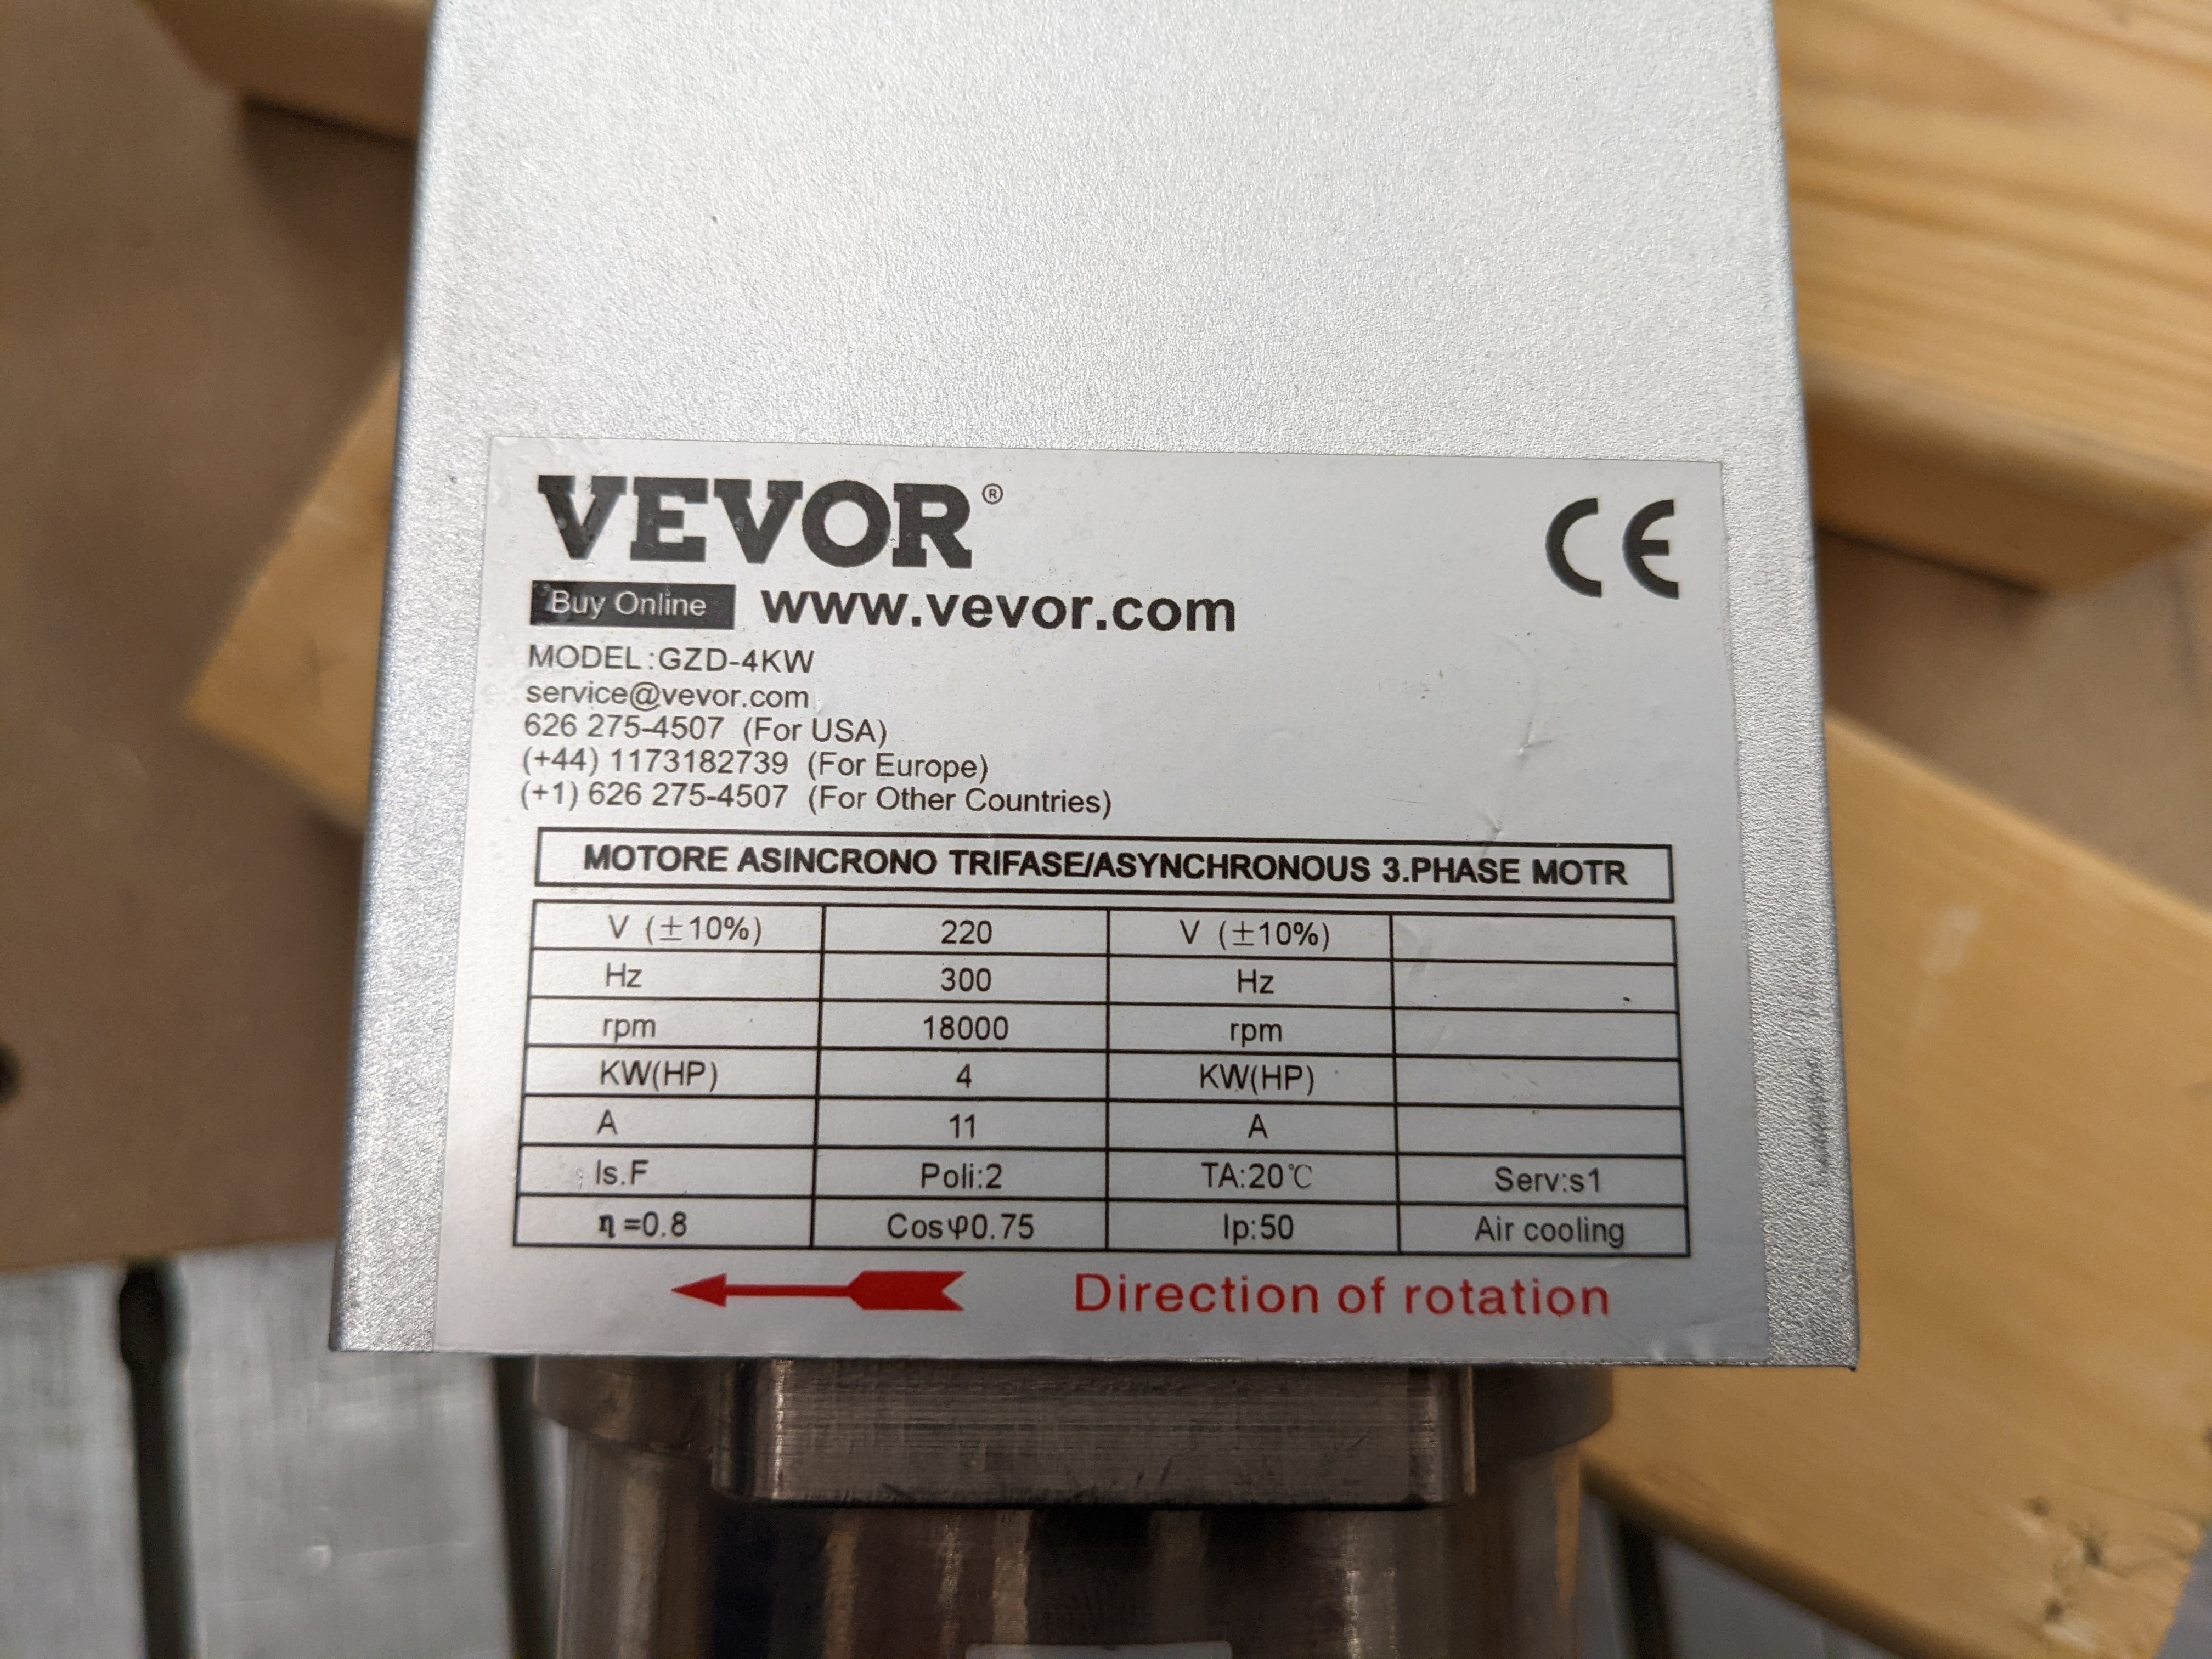 VEVOR®
Buy Online www.vevor.com
CE
MODEL:GZD-4KW
service@vevor.com
626 275-4507 (For USA)
(+44) 1173182739 (For Europe)
(+1) 626 275-4507 (For Other Countries)
MOTORE ASINCRONO TRIFASE/ASYNCHRONOUS 3.PHASE MOTR
V (±10%) 220 V (±10%)
Hz 300 Hz
rpm 18000 rpm
KW(HP) 4 KW(HP)
A 11 A
Is.F Poli:2 TA:20℃ Serv:s1
η=0.8 Cosφ0.75 Ip:50 Air cooling
Direction of rotation